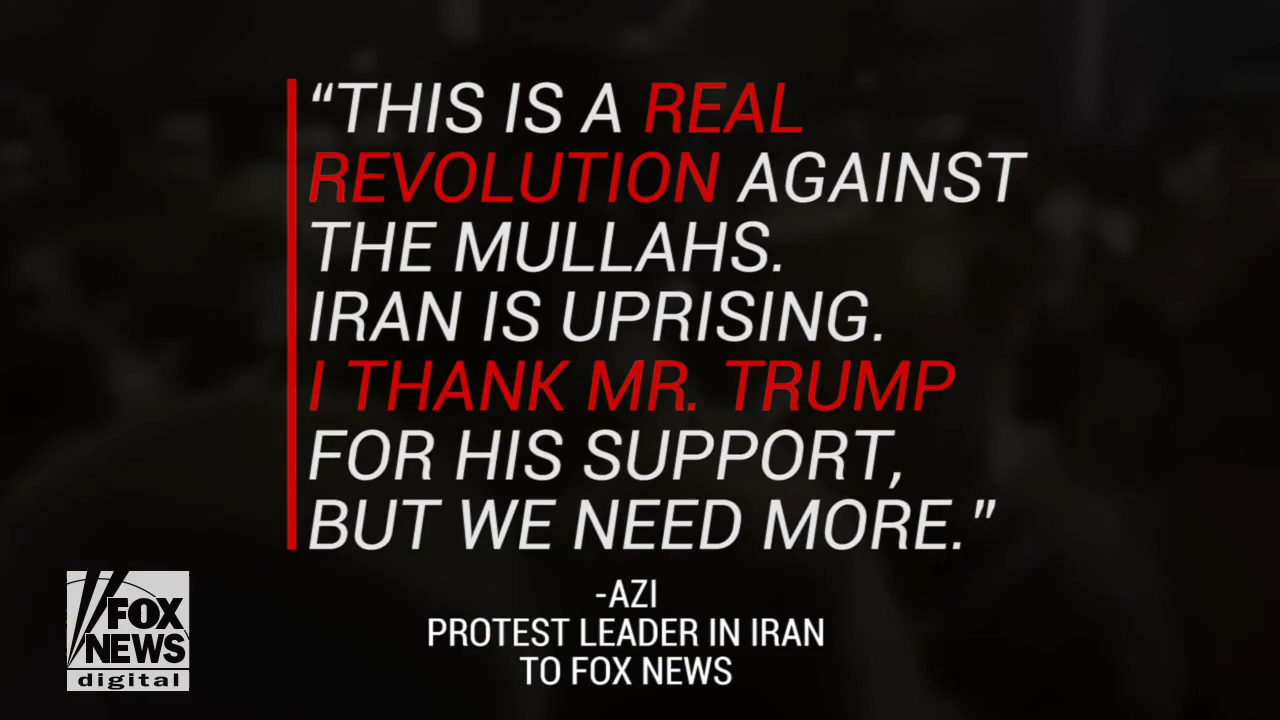 “THIS IS A REAL
REVOLUTION AGAINST
THE MULLAHS.
IRAN IS UPRISING.
I THANK MR. TRUMP
FOR HIS SUPPORT,
BUT WE NEED MORE.”
-AZI
PROTEST LEADER IN IRAN
TO FOX NEWS
FOX
NEWS
digital